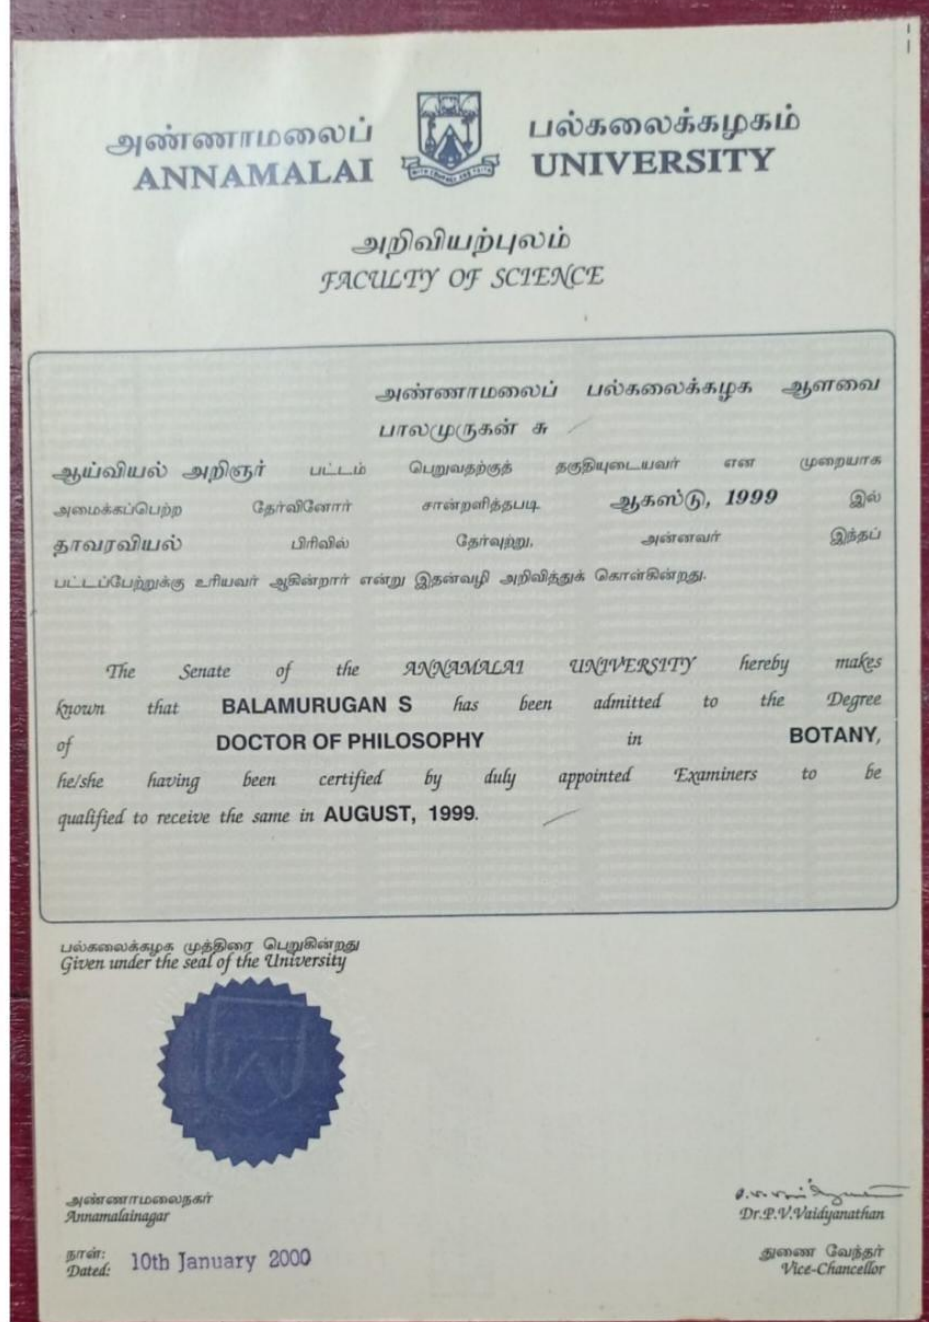 அண்ணாமலைப் பல்கலைக்கழகம்
ANNAMALAI UNIVERSITY
அறிவியற்புலம்
FACULTY OF SCIENCE
அண்ணாமலைப் பல்கலைக்கழக ஆளவை
பாலமுருகன் சு
ஆய்வியல் அறிஞர் பட்டம் பெறுவதற்குத் தகுதியுடையவர் என முறையாக
அமைக்கப்பெற்ற தேர்வினோர் சான்றளித்தபடி ஆகஸ்டு, 1999 இல்
தாவரவியல் பிரிவில் தேர்வுற்று, அன்னவர் இந்தப்
பட்டப்பேற்றுக்கு உரியவர் ஆகின்றார் என்று இதன்வழி அறிவித்துக் கொள்கின்றது.
The Senate of the ANNAMALAI UNIVERSITY hereby makes
known that BALAMURUGAN S has been admitted to the Degree
of DOCTOR OF PHILOSOPHY in BOTANY,
he/she having been certified by duly appointed Examiners to be
qualified to receive the same in AUGUST, 1999.
பல்கலைக்கழக முத்திரை பெறுகின்றது
Given under the seal of the University
அண்ணாமலைநகர்
Annamalainagar
Dr.P.V.Vaidyanathan
நாள்:
Dated: 10th January 2000
துணை வேந்தர்
Vice-Chancellor